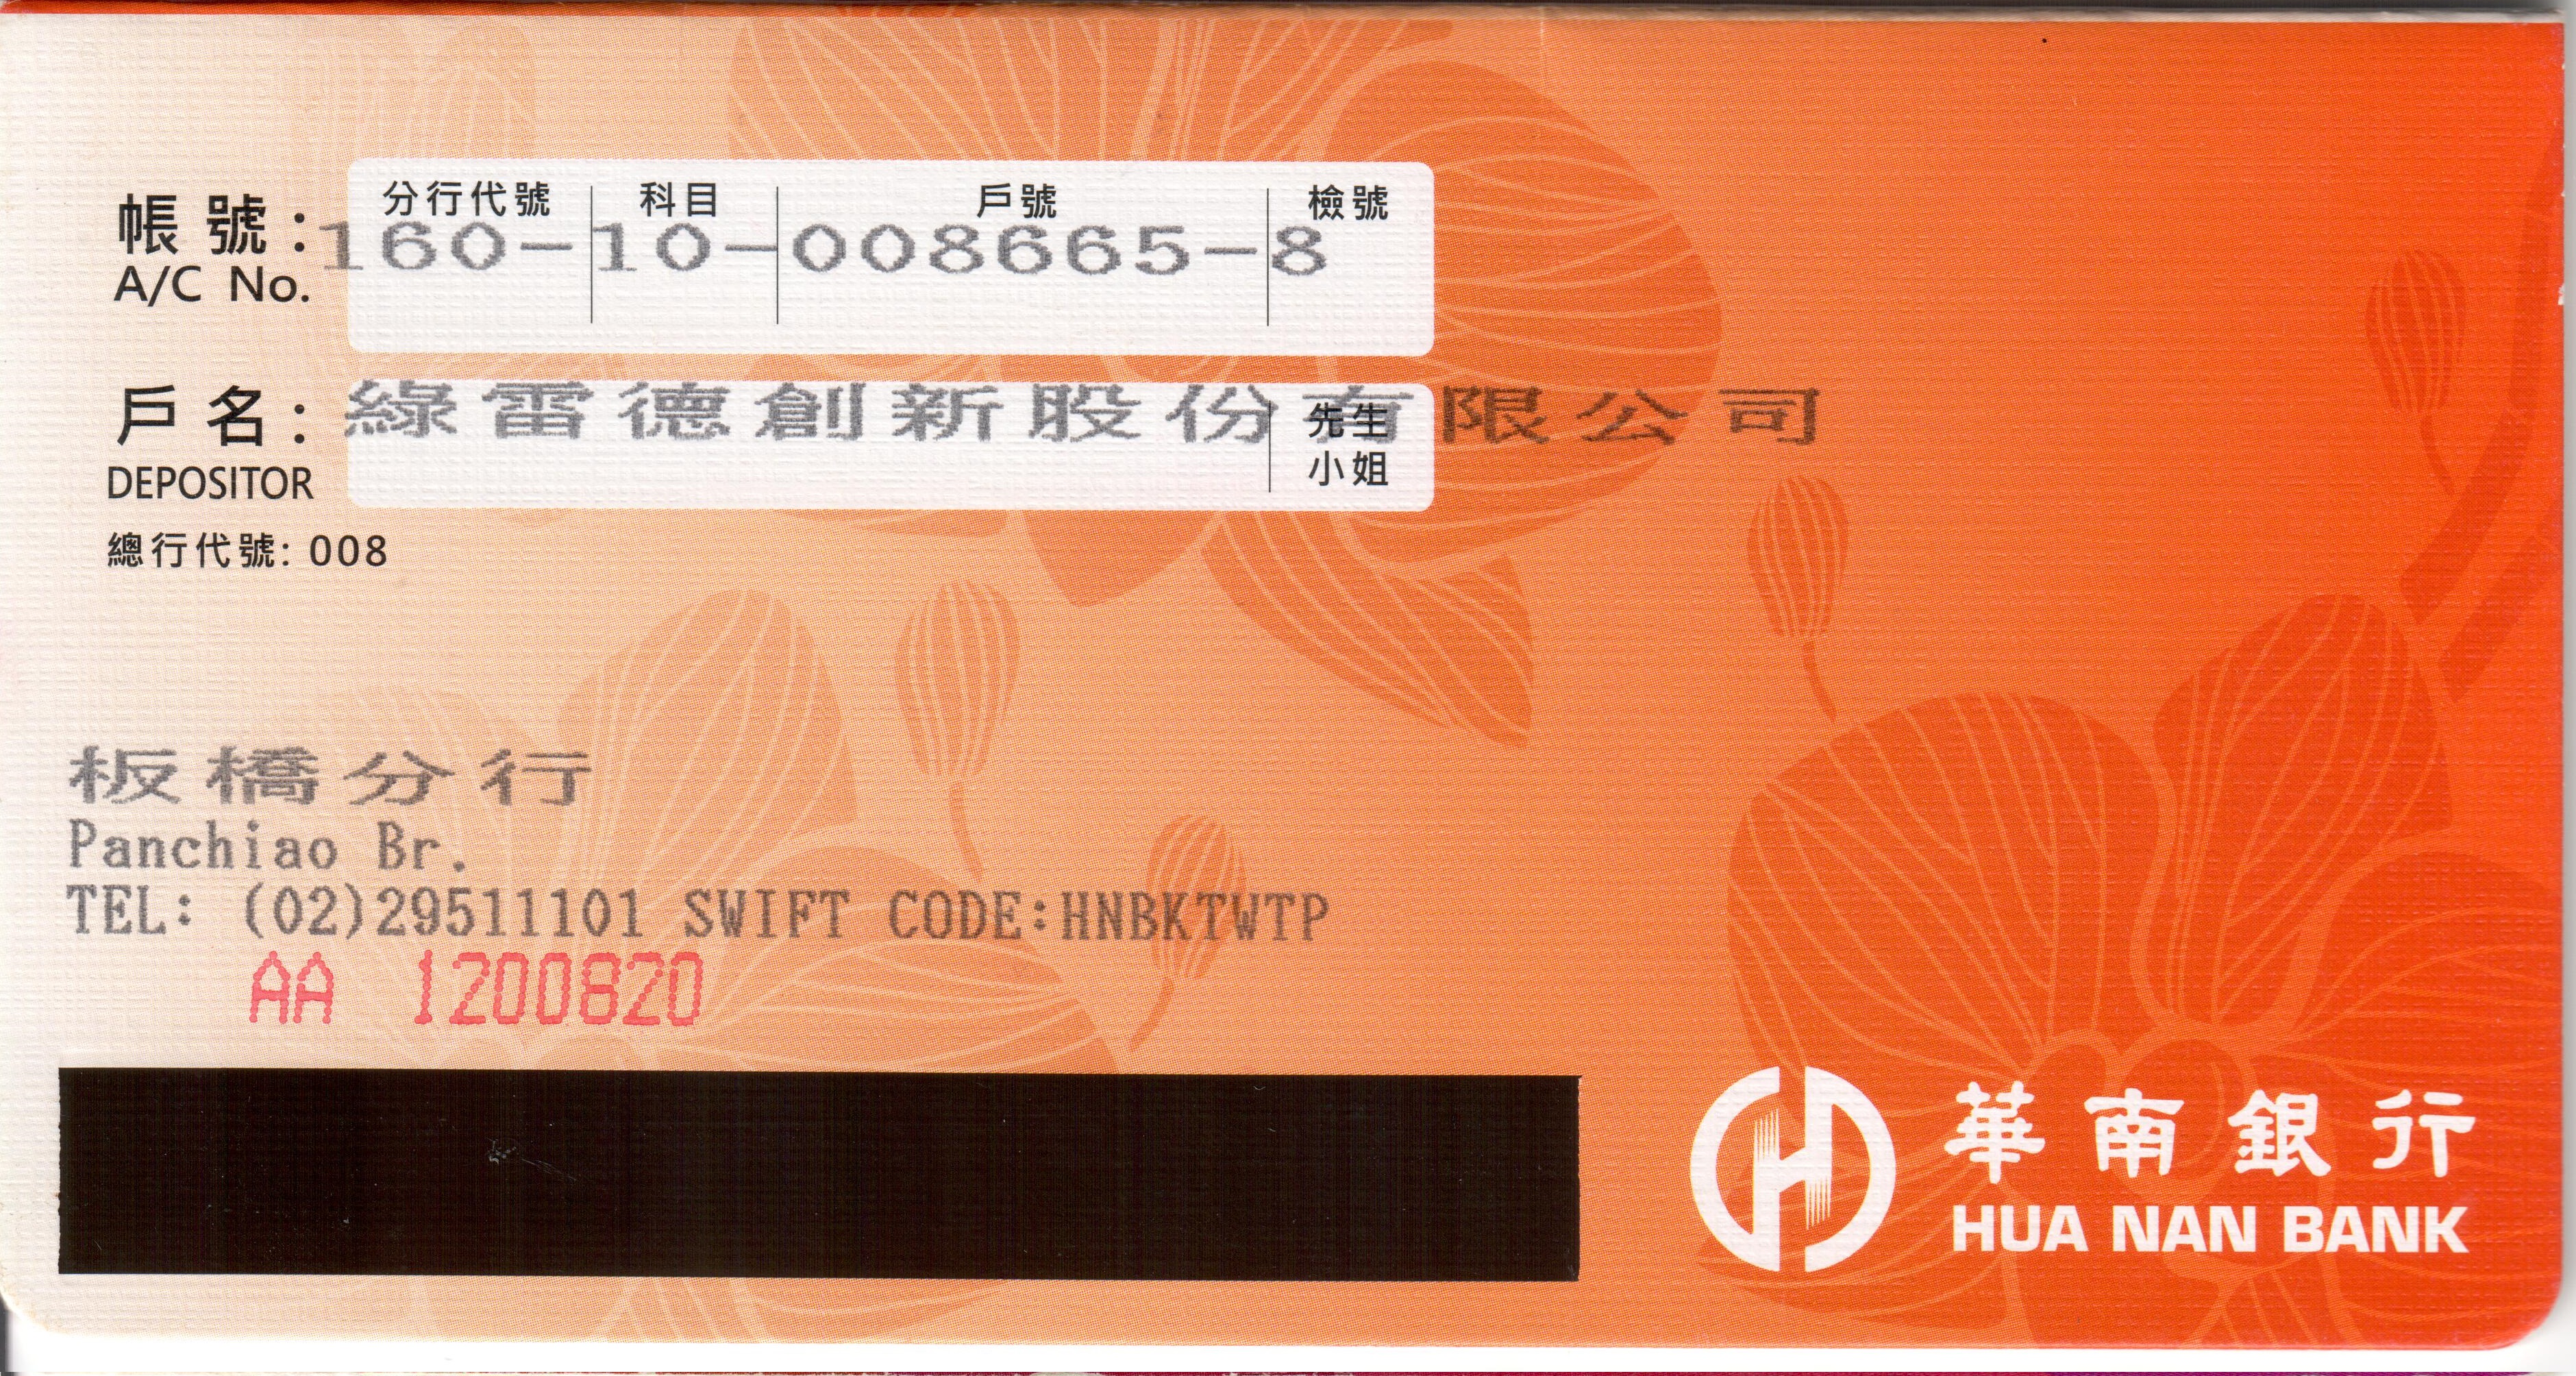 分行代號 科目 戶號 檢號
帳號: 160-10-008665-8
A/C No.
戶名: 綠雷德創新股份有限公司
先生
小姐
DEPOSITOR
總行代號: 008
板橋分行
Panchiao Br.
TEL: (02)29511101 SWIFT CODE:HNBKTWTP
AA 1200820
華南銀行
HUA NAN BANK